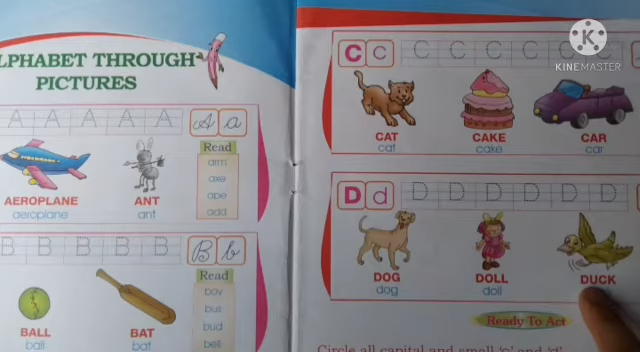 ALPHABET THROUGH
PICTURES
A A A A A
A a
Read
arm
axe
ape
add
AEROPLANE
aeroplane
ANT
ant
B B B B B
B b
Read
boy
bus
bud
bell
BALL
ball
BAT
bat
C C C C C C C
KINEMASTER
CAT
cat
CAKE
cake
CAR
car
D d D D D D D D
DOG
dog
DOLL
doll
DUCK
Ready To Act
Circle all capital and small 'c' and 'd'